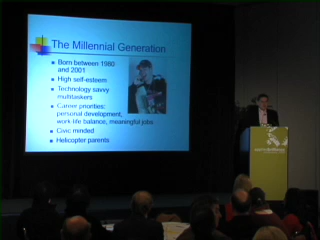 The Millennial Generation
Born between 1980
and 2001
High self-esteem
Technology savvy
multitaskers
Career priorities:
personal development,
work life balance, meaningful jobs
Civic minded
Helicopter parents